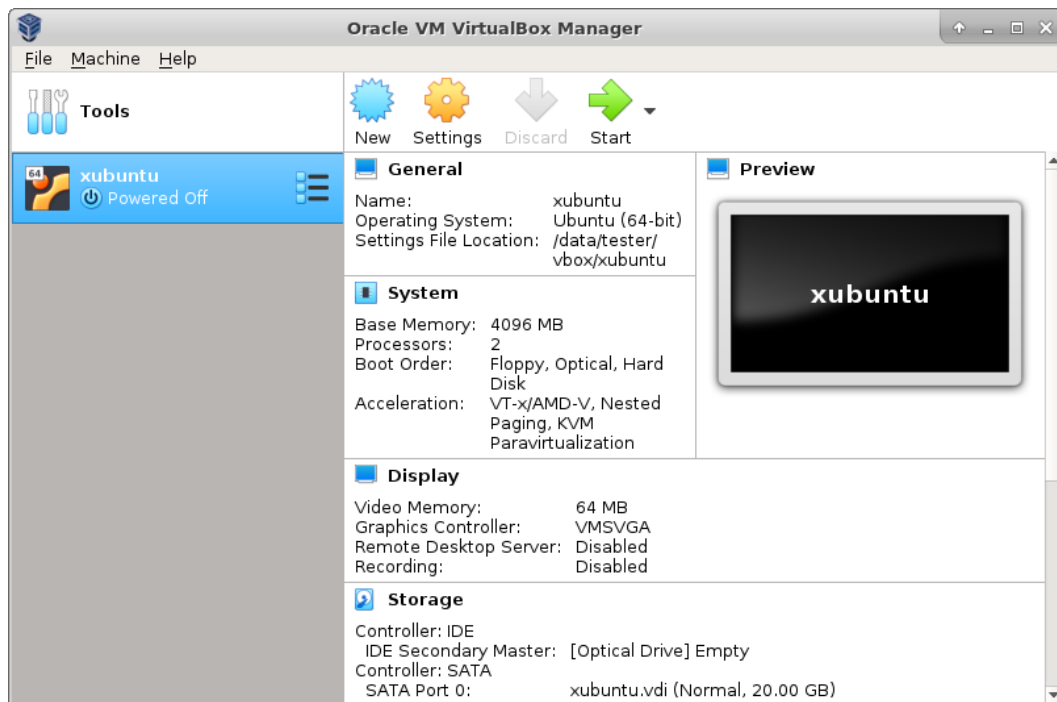 Oracle VM VirtualBox Manager
File Machine Help
Tools
New Settings Discard Start
64
xubuntu
Powered Off
General
Name: xubuntu
Operating System: Ubuntu (64-bit)
Settings File Location: /data/tester/
vbox/xubuntu
Preview
xubuntu
System
Base Memory: 4096 MB
Processors: 2
Boot Order: Floppy, Optical, Hard
Disk
Acceleration: VT-x/AMD-V, Nested
Paging, KVM
Paravirtualization
Display
Video Memory: 64 MB
Graphics Controller: VMSVGA
Remote Desktop Server: Disabled
Recording: Disabled
Storage
Controller: IDE
IDE Secondary Master: [Optical Drive] Empty
Controller: SATA
SATA Port 0: xubuntu.vdi (Normal, 20.00 GB)